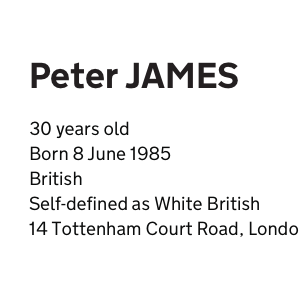 Peter JAMES
30 years old
Born 8 June 1985
British
Self-defined as White British
14 Tottenham Court Road, Londo